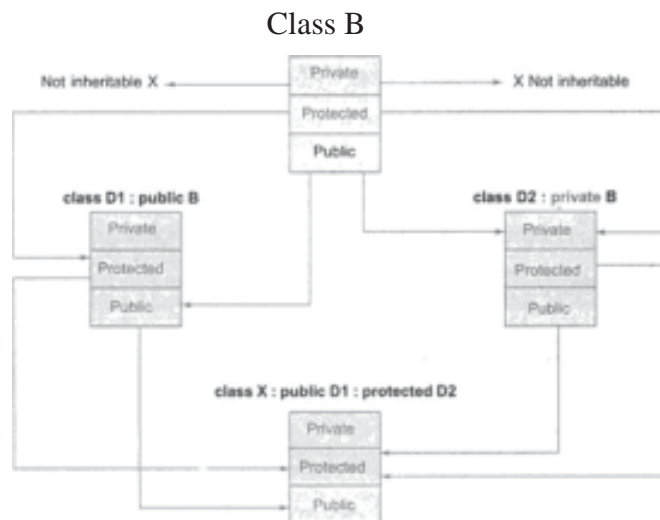 Class B
Not inheritable X
Private
X Not inheritable
Protected
Public
class D1 : public B
class D2 : private B
Private
Protected
Public
Private
Protected
Public
class X : public D1 : protected D2
Private
Protected
Public